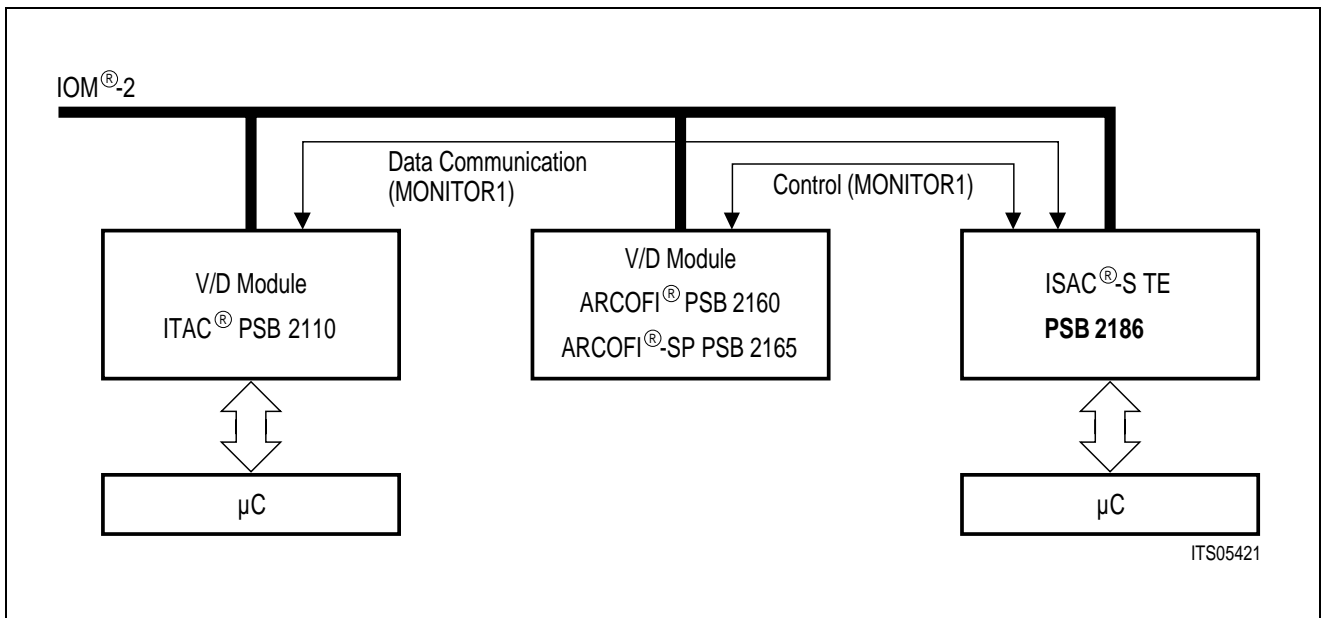 IOM®-2
Data Communication
(MONITOR1)
Control (MONITOR1)
V/D Module
ITAC® PSB 2110
V/D Module
ARCOFI® PSB 2160
ARCOFI®-SP PSB 2165
ISAC®-S TE
PSB 2186
µC
µC
ITS05421